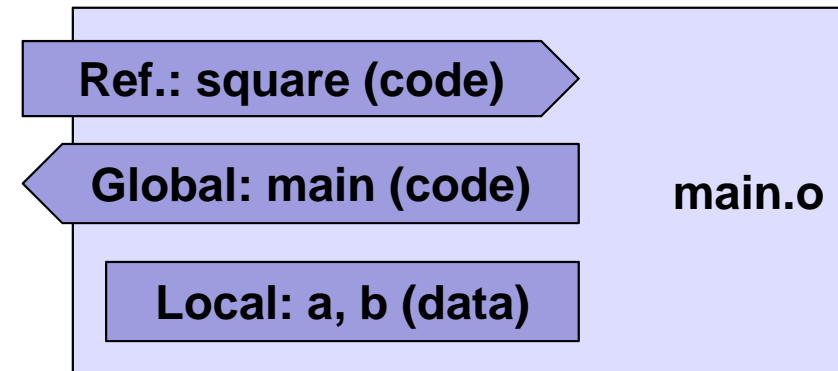 Ref.: square (code)
Global: main (code)
main.o
Local: a, b (data)